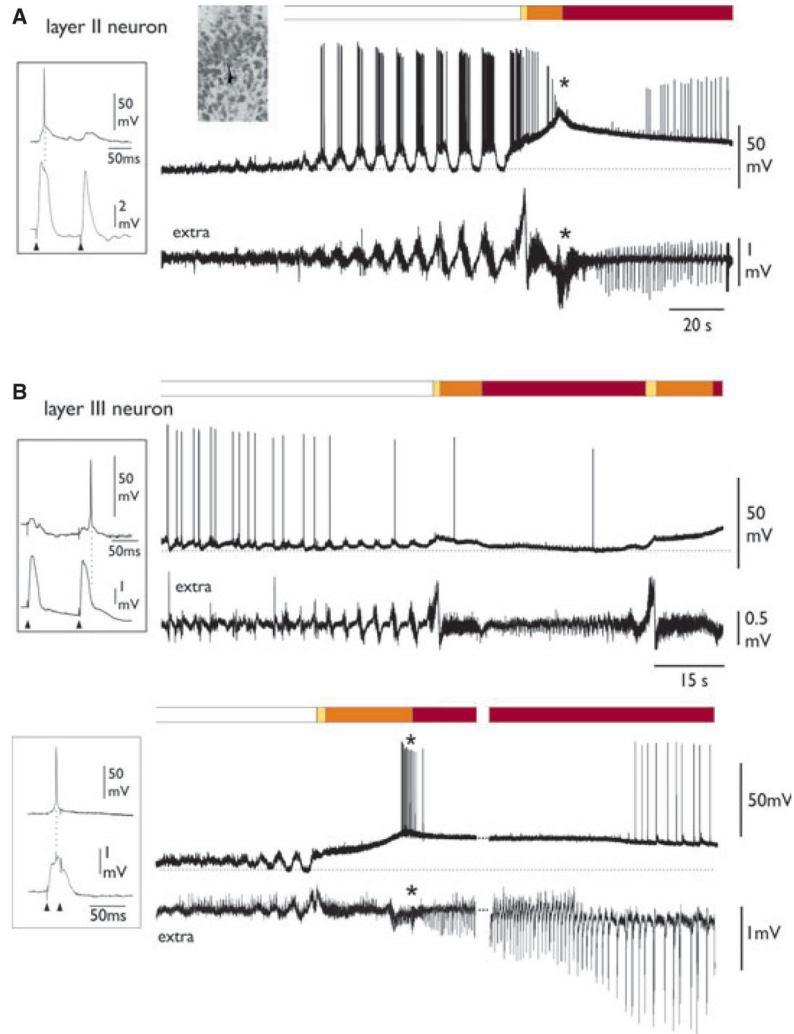 A
layer II neuron
50
mV
50ms
2
mV
*
50
mV
extra
*
1
mV
20 s
B
layer III neuron
50
mV
50ms
1
mV
50
mV
extra
0.5
mV
15 s
50
mV
1
mV
50ms
*
50mV
extra
*
1mV